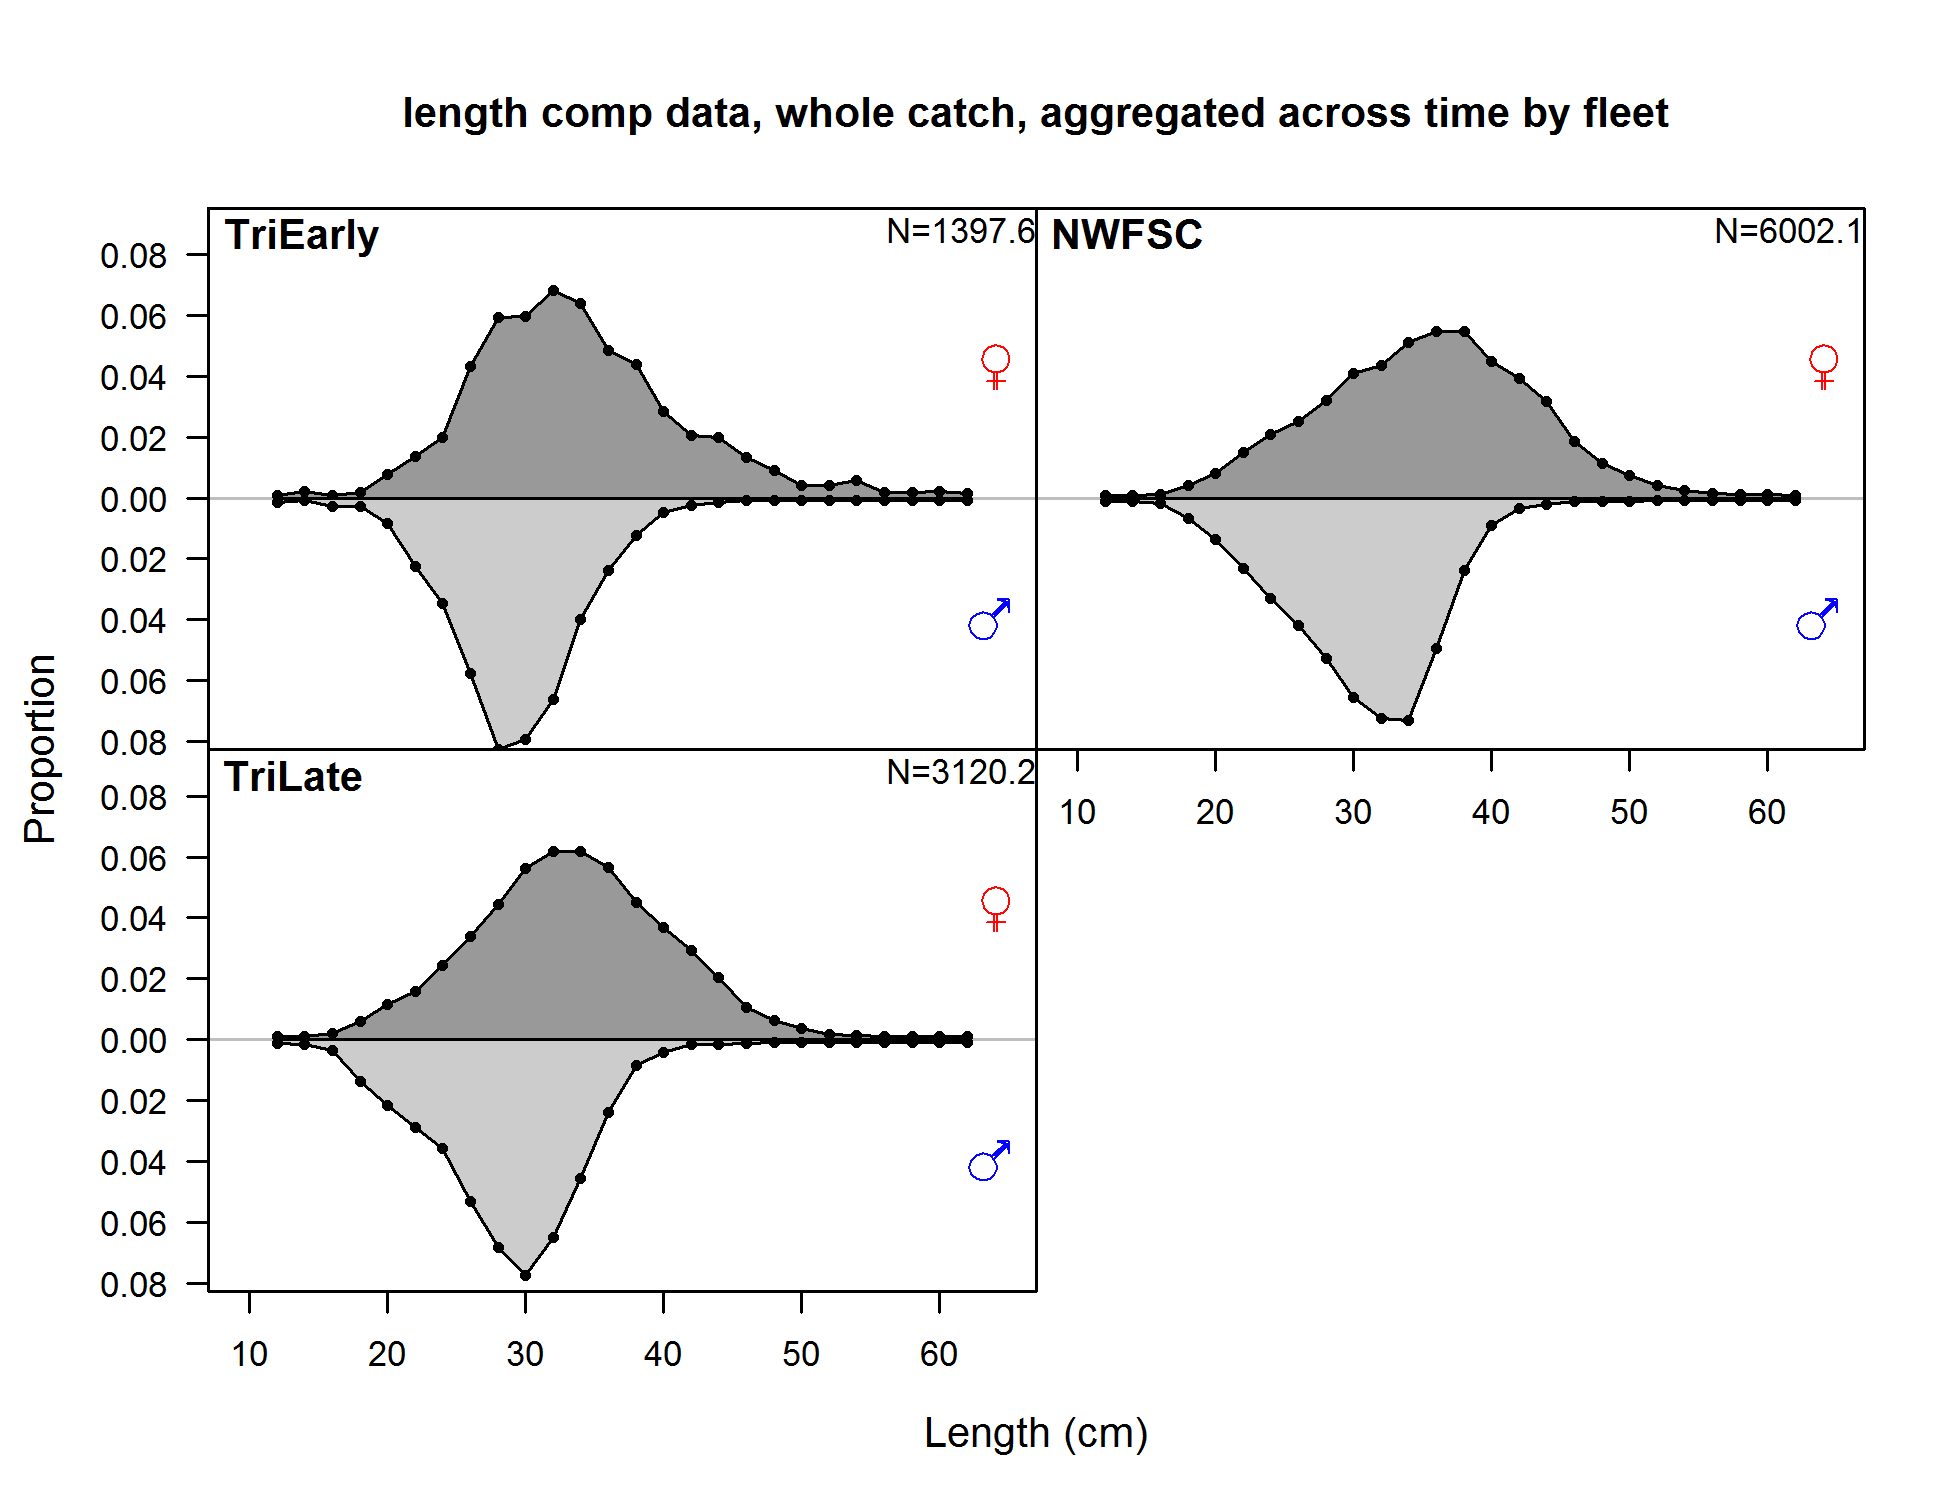 length comp data, whole catch, aggregated across time by fleet
TriEarly
N=1397.6
0.08
0.06
0.04
0.02
0.00
0.02
0.04
0.06
0.08
NWFSC
N=6002.1
10 20 30 40 50 60
TriLate
N=3120.2
0.08
0.06
0.04
0.02
0.00
0.02
0.04
0.06
0.08
10 20 30 40 50 60
Proportion
Length (cm)